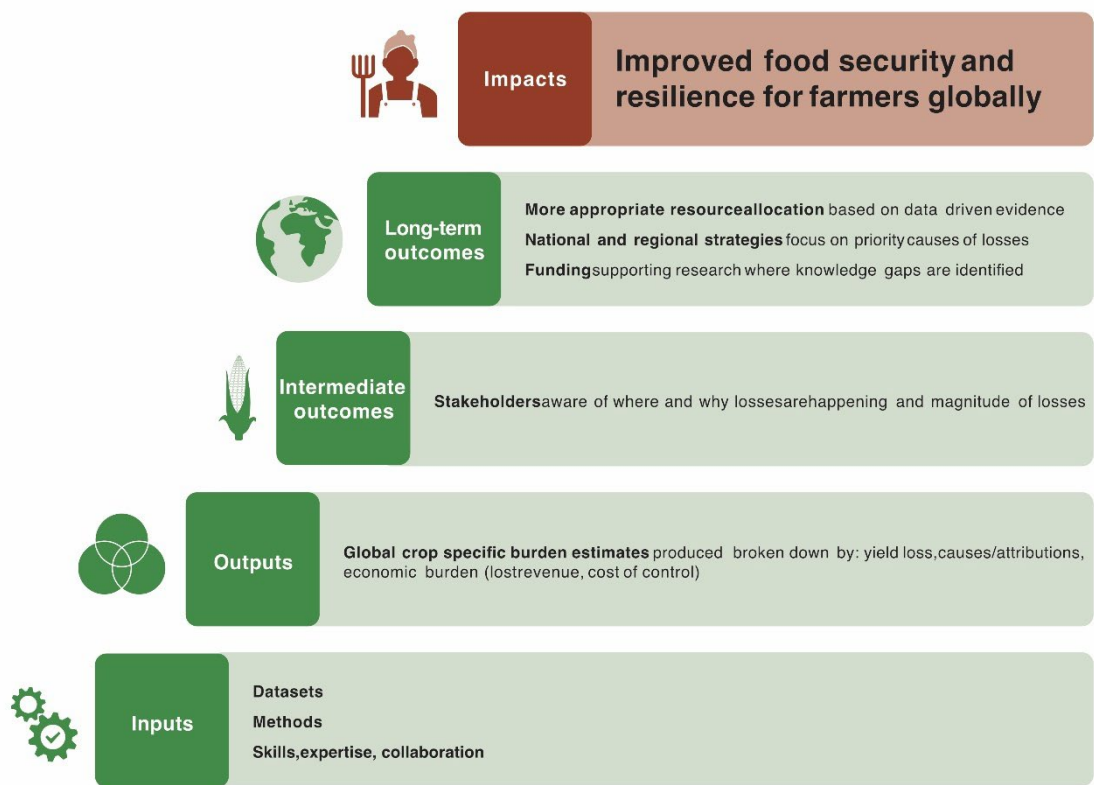 Impacts
Improved food security and
resilience for farmers globally
Long-term
outcomes
More appropriate resourceallocation based on data driven evidence
National and regional strategies focus on priority causes of losses
Fundingsupporting research where knowledge gaps are identified
Intermediate
outcomes
Stakeholdersaware of where and why lossesarehappening and magnitude of losses
Outputs
Global crop specific burden estimates produced broken down by: yield loss,causes/attributions,
economic burden (lostrevenue, cost of control)
Inputs
Datasets
Methods
Skills,expertise, collaboration